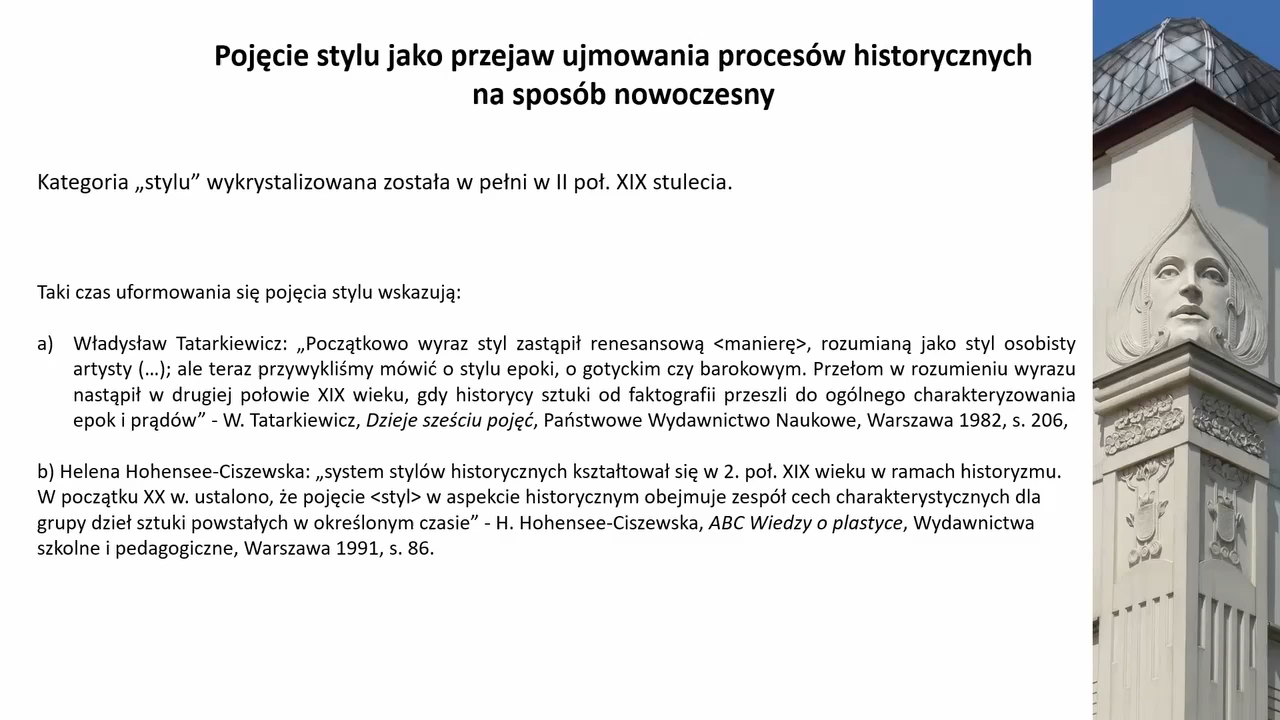 Pojęcie stylu jako przejaw ujmowania procesów historycznych
na sposób nowoczesny
Kategoria „stylu” wykrystalizowana została w pełni w II poł. XIX stulecia.
Taki czas uformowania się pojęcia stylu wskazują:
a) Władysław Tatarkiewicz: „Początkowo wyraz styl zastąpił renesansową <manierę>, rozumianą jako styl osobisty
artysty (...); ale teraz przywykliśmy mówić o stylu epoki, o gotyckim czy barokowym. Przełom w rozumieniu wyrazu
nastąpił w drugiej połowie XIX wieku, gdy historycy sztuki od faktografii przeszli do ogólnego charakteryzowania
epok i prądów” - W. Tatarkiewicz, Dzieje sześciu pojęć, Państwowe Wydawnictwo Naukowe, Warszawa 1982, s. 206,
b) Helena Hohensee-Ciszewska: „system stylów historycznych kształtował się w 2. poł. XIX wieku w ramach historyzmu.
W początku XX w. ustalono, że pojęcie <styl> w aspekcie historycznym obejmuje zespół cech charakterystycznych dla
grupy dzieł sztuki powstałych w określonym czasie” - H. Hohensee-Ciszewska, ABC Wiedzy o plastyce, Wydawnictwa
szkolne i pedagogiczne, Warszawa 1991, s. 86.